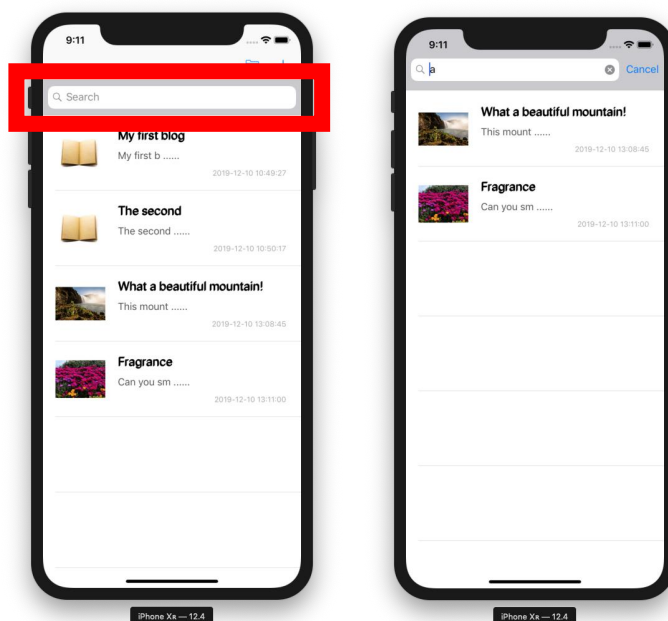 9:11
Search
My first blog
My first b ......
2019-12-10 10:49:27
The second
The second ......
2019-12-10 10:50:17
What a beautiful mountain!
This mount ......
2019-12-10 13:08:45
Fragrance
Can you sm ......
2019-12-10 13:11:00
iPhone XR — 12.4
9:11
a
Cancel
What a beautiful mountain!
This mount ......
2019-12-10 13:08:45
Fragrance
Can you sm ......
2019-12-10 13:11:00
iPhone XR — 12.4